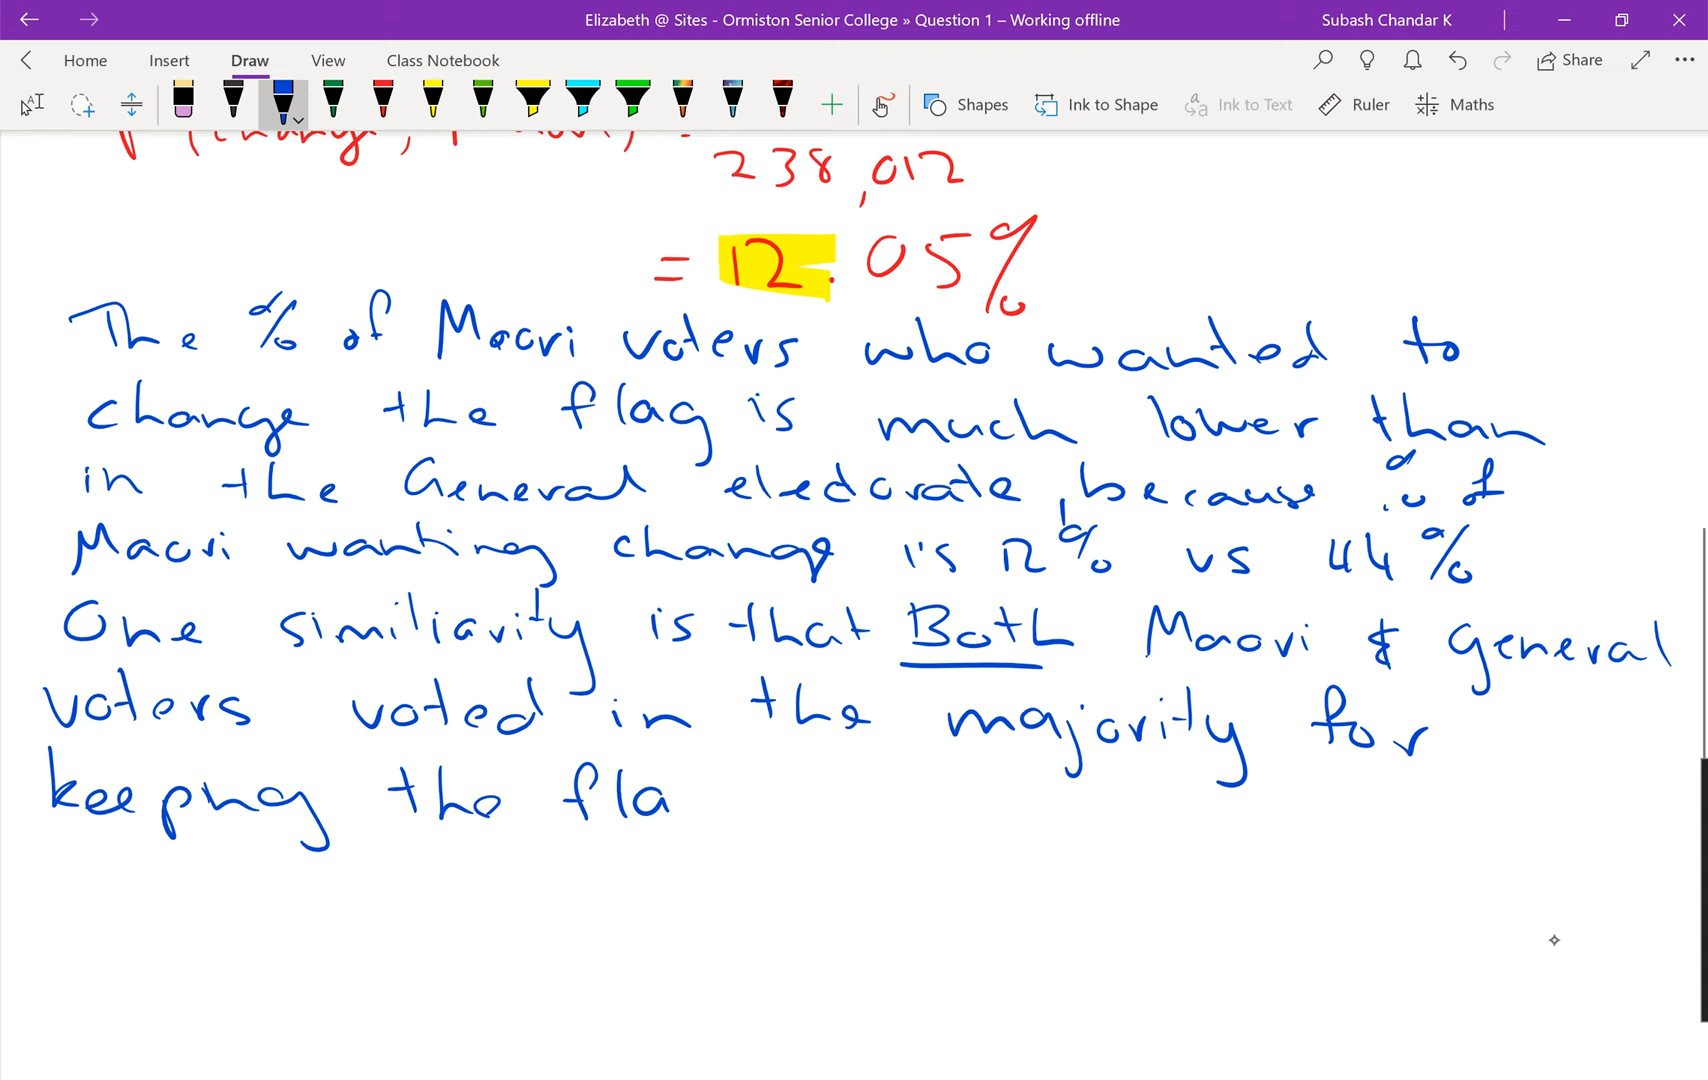 Elizabeth @ Sites - Ormiston Senior College » Question 1 – Working offline
Subash Chandar K
Home Insert Draw View Class Notebook
Share
Shapes Ink to Shape Ink to Text Ruler Maths
238,012
= 12.05%
The % of Maori voters who wanted to
change the flag is much lower than
in the General electorate, because % of
Maori wanting change is 12% vs 44%
One similiarity is that Both Maori & general
voters voted in the majority for
keeping the fla